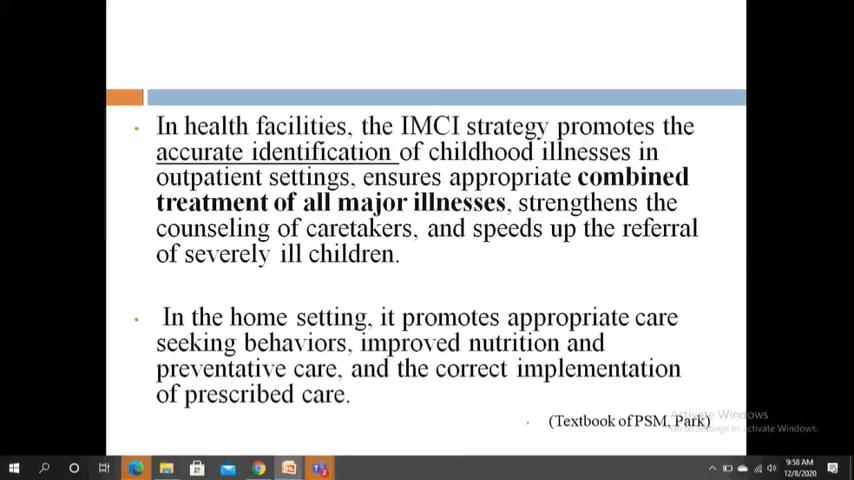 In health facilities, the IMCI strategy promotes the
accurate identification of childhood illnesses in
outpatient settings, ensures appropriate combined
treatment of all major illnesses, strengthens the
counseling of caretakers, and speeds up the referral
of severely ill children.
In the home setting, it promotes appropriate care
seeking behaviors, improved nutrition and
preventative care, and the correct implementation
of prescribed care.
Activate Windows
(Textbook of PSM, Park)
Go to Settings to activate Windows.
9:58 AM
12/8/2020